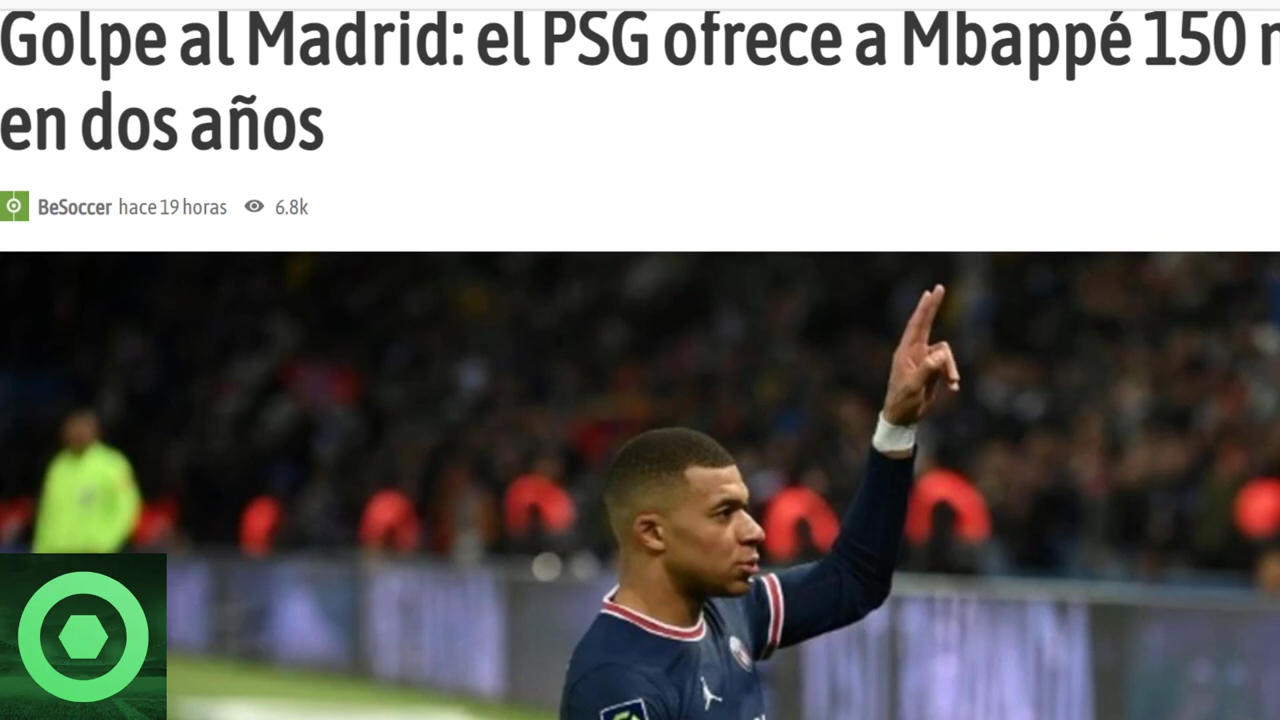 Golpe al Madrid: el PSG ofrece a Mbappé 150
en dos años
BeSoccer hace 19 horas 6.8k